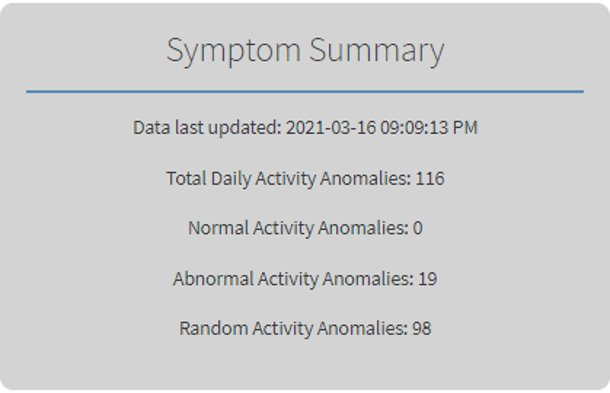 Symptom Summary
Data last updated: 2021-03-16 09:09:13 PM
Total Daily Activity Anomalies: 116
Normal Activity Anomalies: 0
Abnormal Activity Anomalies: 19
Random Activity Anomalies: 98